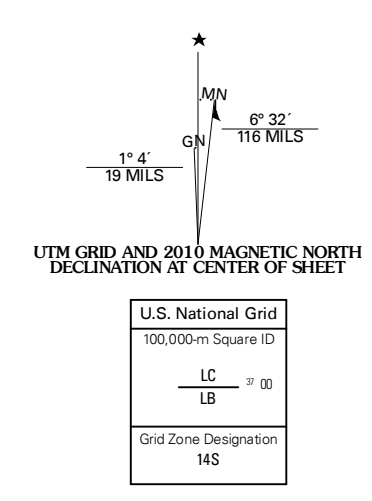 ★
MN
GN
6° 32´
116 MILS
1° 4´
19 MILS
UTM GRID AND 2010 MAGNETIC NORTH
DECLINATION AT CENTER OF SHEET
U.S. National Grid
100,000-m Square ID
LC
37 00
LB
Grid Zone Designation
14S